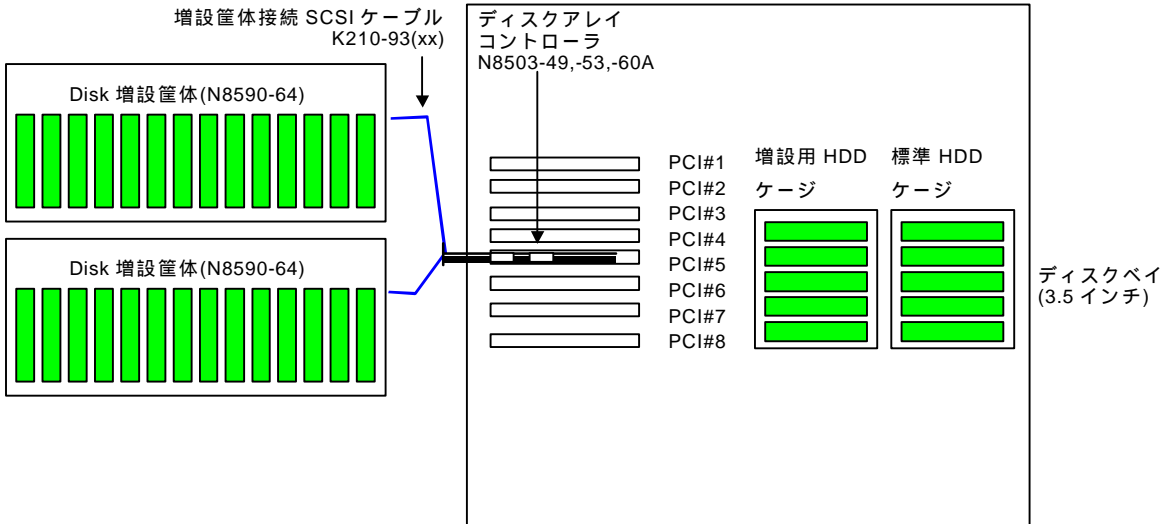 増設筐体接続 SCSI ケーブル
K210-93(xx)
ディスクアレイ
コントローラ
N8503-49,-53,-60A
Disk 増設筐体(N8590-64)
Disk 増設筐体(N8590-64)
PCI#1
PCI#2
PCI#3
PCI#4
PCI#5
PCI#6
PCI#7
PCI#8
増設用 HDD
ケージ
標準 HDD
ケージ
ディスクベイ
(3.5 インチ)